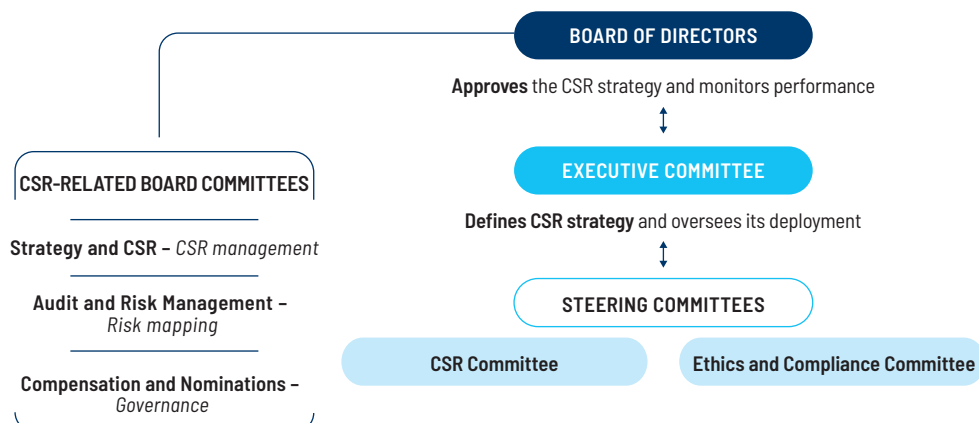 BOARD OF DIRECTORS
Approves the CSR strategy and monitors performance
EXECUTIVE COMMITTEE
Defines CSR strategy and oversees its deployment
STEERING COMMITTEES
CSR Committee
Ethics and Compliance Committee
CSR-RELATED BOARD COMMITTEES
Strategy and CSR – CSR management
Audit and Risk Management –
Risk mapping
Compensation and Nominations –
Governance